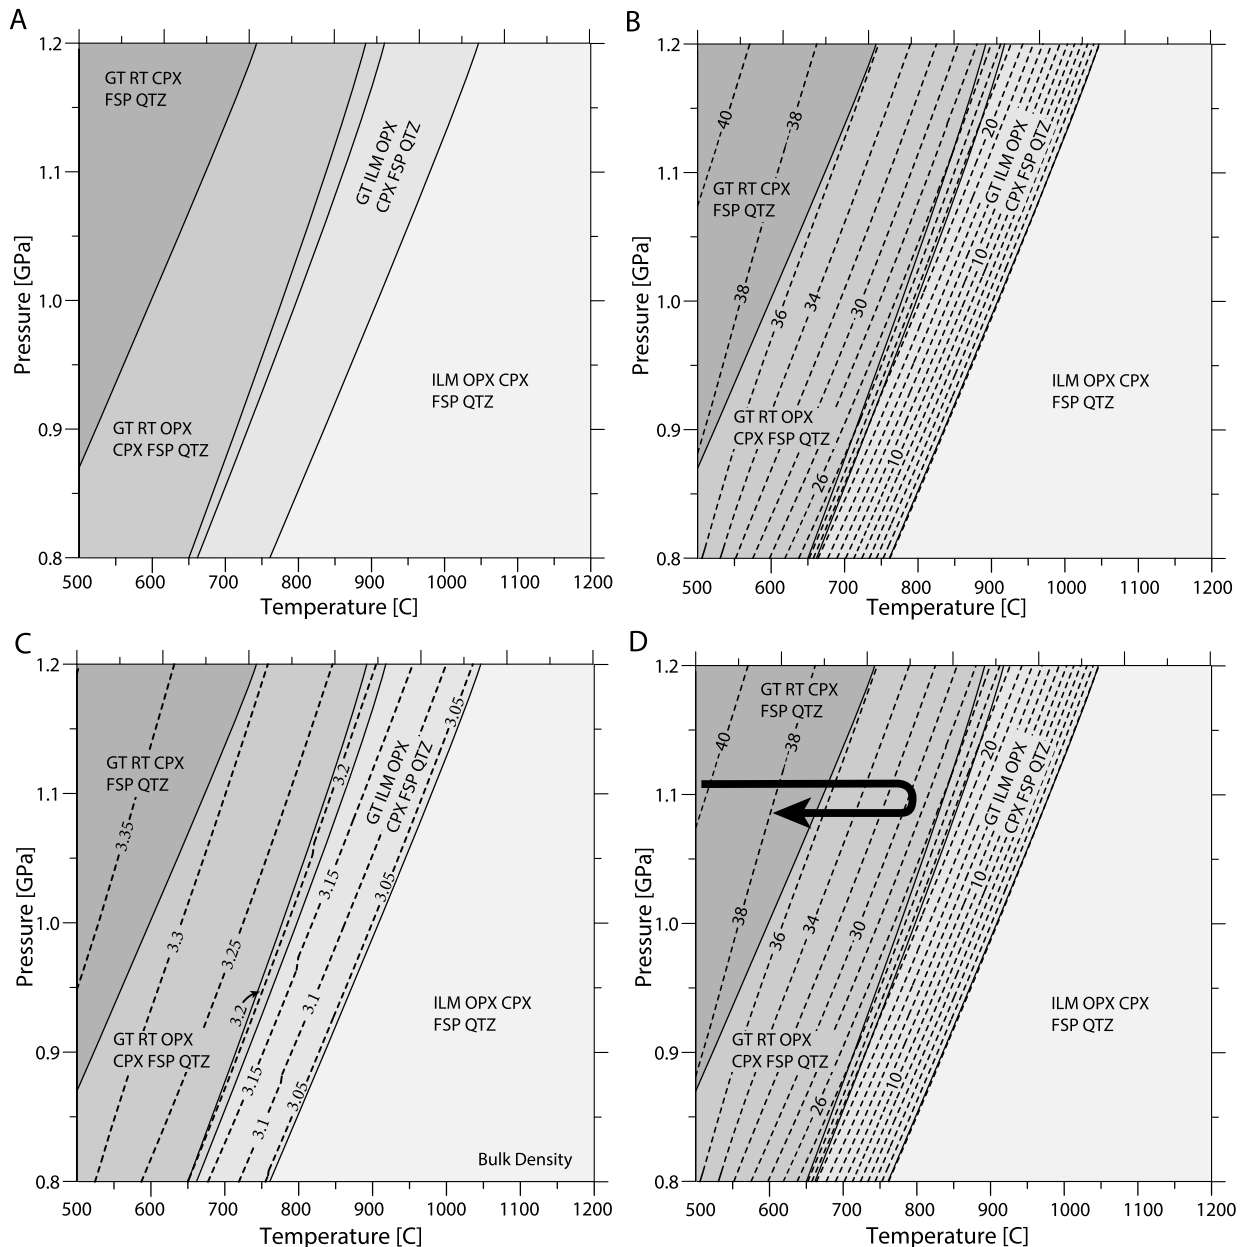 A
1.2
1.1
1.0
0.9
0.8
Pressure [GPa]
GT RT CPX
FSP QTZ
GT ILM OPX
CPX FSP QTZ
ILM OPX CPX
FSP QTZ
GT RT OPX
CPX FSP QTZ
500 600 700 800 900 1000 1100 1200
Temperature [C]
B
1.2
1.1
1.0
0.9
0.8
Pressure [GPa]
40
38
20
GT ILM OPX
CPX FSP QTZ
GT RT CPX
FSP QTZ
10
38
36
34
30
ILM OPX CPX
FSP QTZ
GT RT OPX
CPX FSP QTZ
10
26
500 600 700 800 900 1000 1100 1200
Temperature [C]
C
1.2
1.1
1.0
0.9
0.8
Pressure [GPa]
3.05
GT RT CPX
FSP QTZ
3.2
GT ILM OPX
CPX FSP QTZ
3.35
3.15
3.05
3.3
3.25
3.2
3.1
ILM OPX CPX
FSP QTZ
GT RT OPX
CPX FSP QTZ
3.15
3.05
3.1
Bulk Density
500 600 700 800 900 1000 1100 1200
Temperature [C]
D
1.2
1.1
1.0
0.9
0.8
Pressure [GPa]
GT RT CPX
FSP QTZ
40
38
20
GT ILM OPX
CPX FSP QTZ
10
38
36
34
30
ILM OPX CPX
FSP QTZ
GT RT OPX
CPX FSP QTZ
10
26
500 600 700 800 900 1000 1100 1200
Temperature [C]